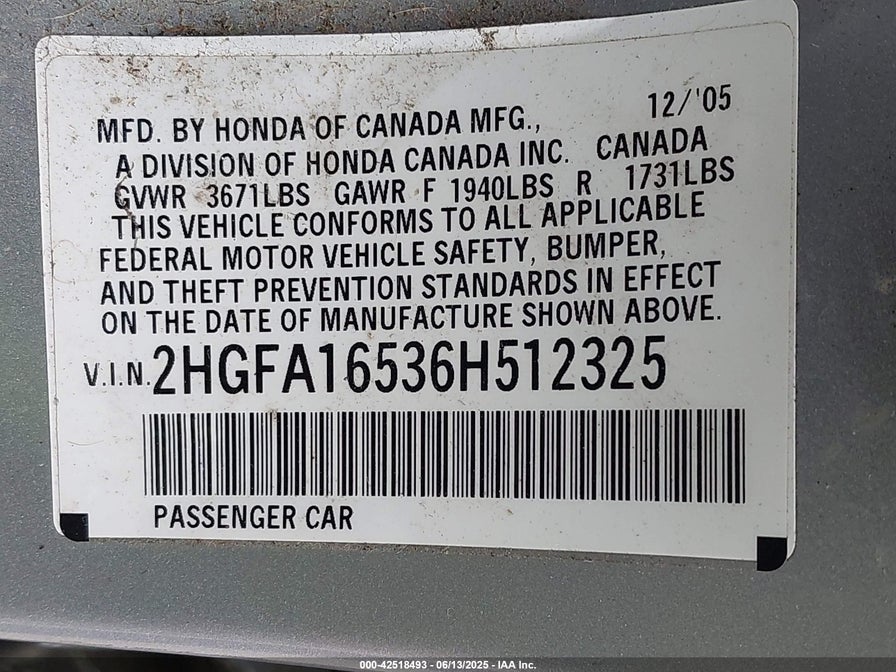 MFD. BY HONDA OF CANADA MFG., 12/'05
A DIVISION OF HONDA CANADA INC. CANADA
GVWR 3671LBS GAWR F 1940LBS R 1731LBS
THIS VEHICLE CONFORMS TO ALL APPLICABLE
FEDERAL MOTOR VEHICLE SAFETY, BUMPER,
AND THEFT PREVENTION STANDARDS IN EFFECT
ON THE DATE OF MANUFACTURE SHOWN ABOVE.
V.I.N. 2HGFA16536H512325
PASSENGER CAR
000-42518493 - 06/13/2025 - IAA Inc.